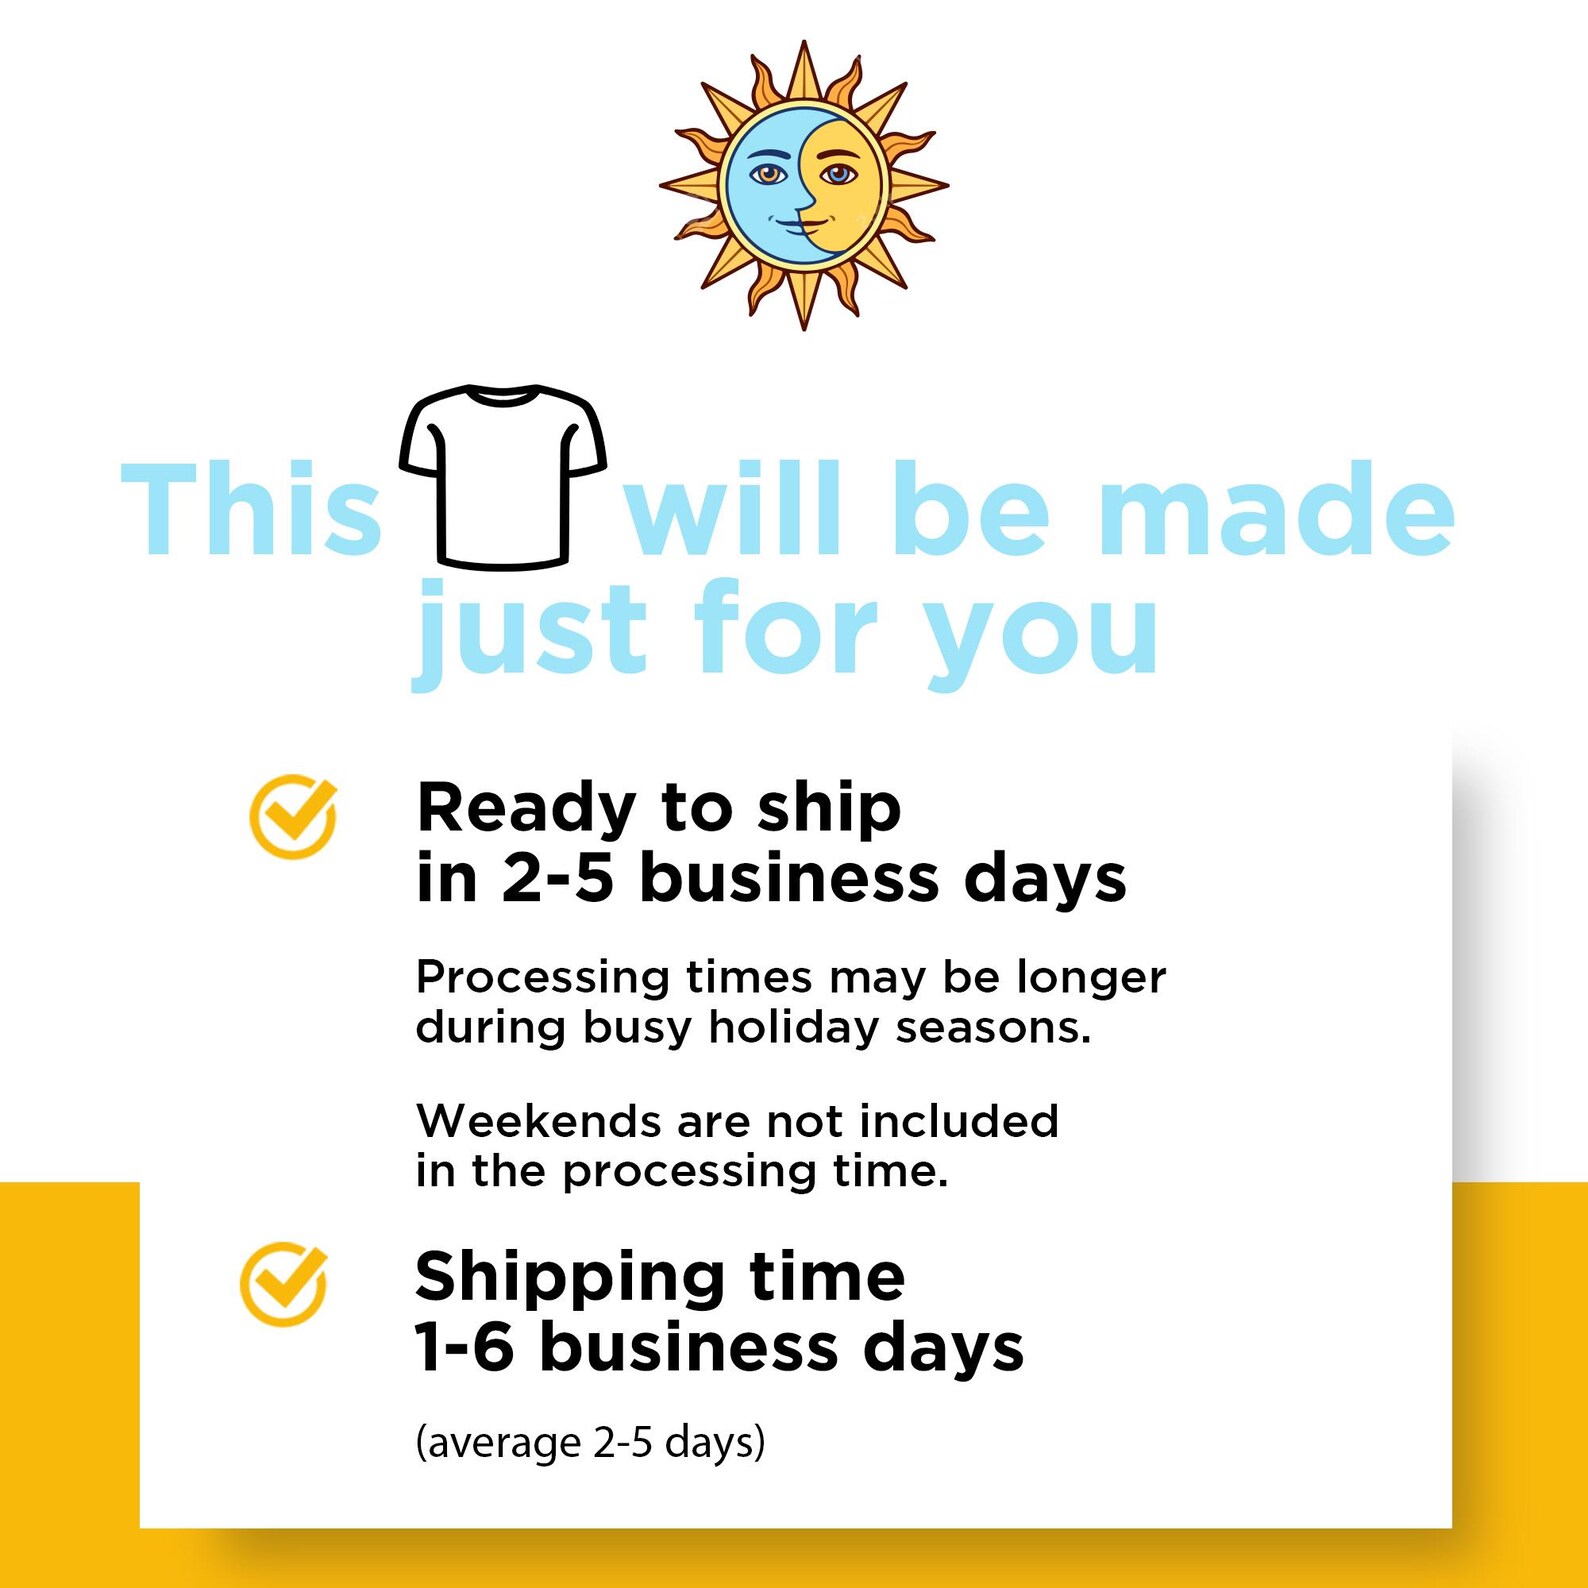 This will be made
just for you
Ready to ship
in 2-5 business days
Processing times may be longer
during busy holiday seasons.
Weekends are not included
in the processing time.
Shipping time
1-6 business days
(average 2-5 days)